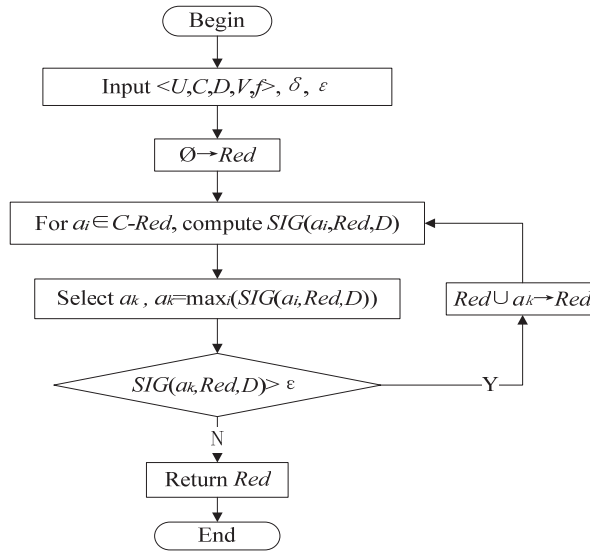 Begin
Input <U,C,D,V,f>, δ, ε
Ø→Red
For ai∈C-Red, compute SIG(ai,Red,D)
Select ak , ak=maxi(SIG(ai,Red,D))
Red∪ak→Red
SIG(ak,Red,D)> ε
Y
N
Return Red
End